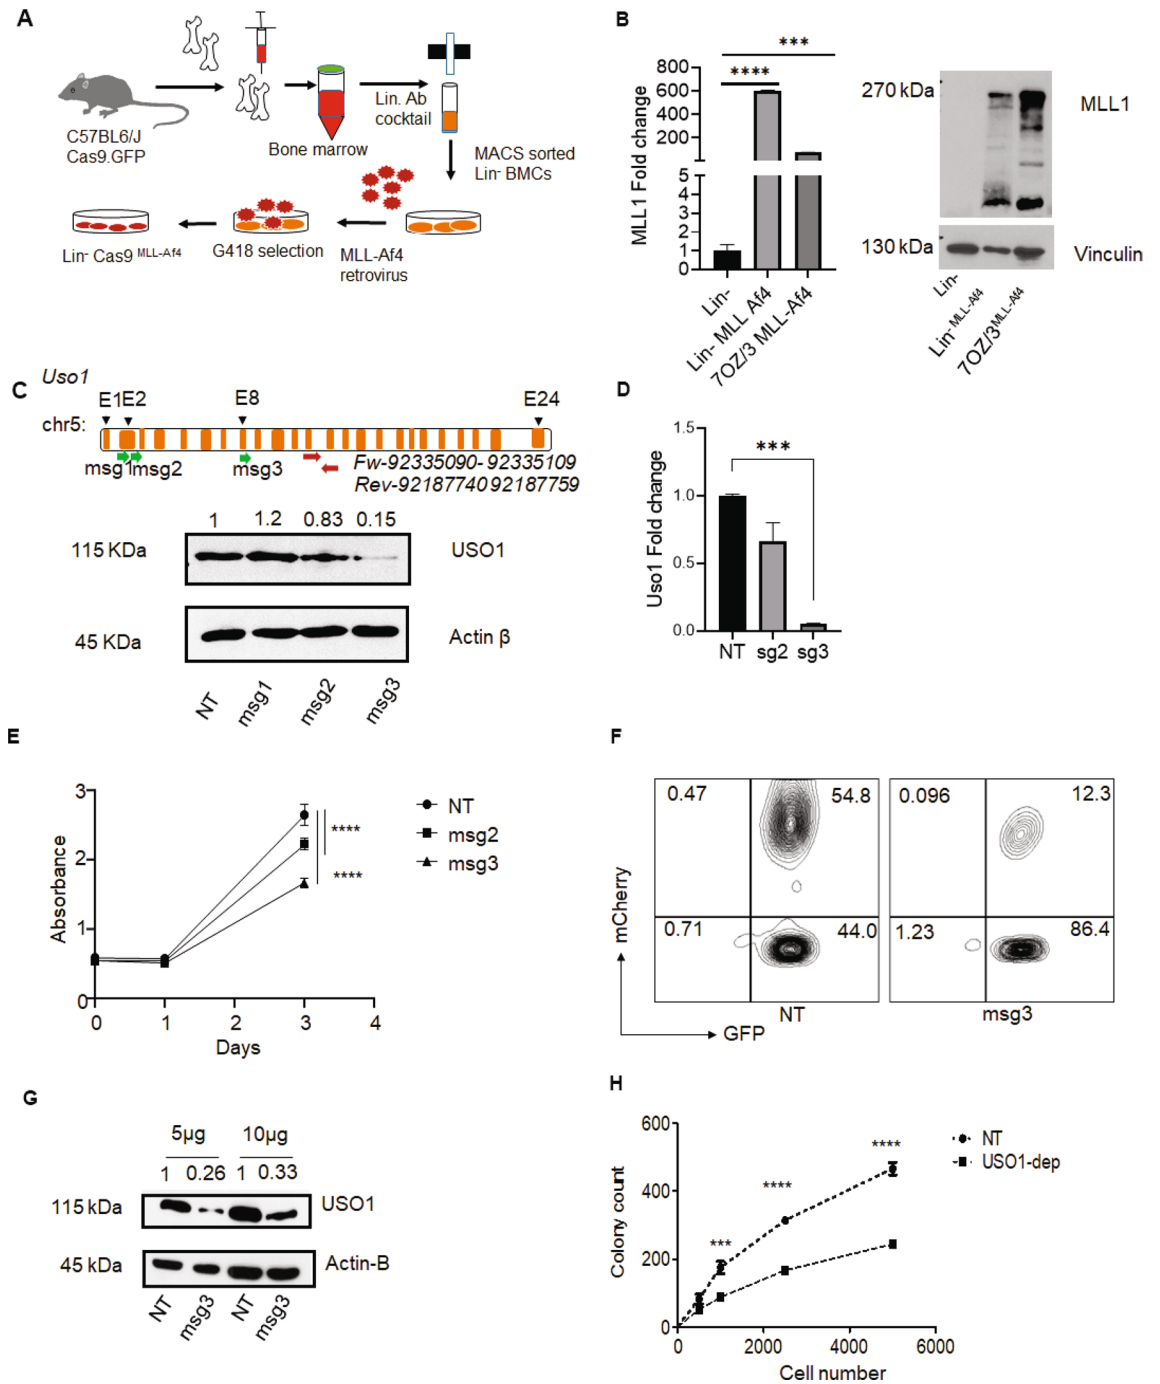 A
C57BL6/J
Cas9.GFP
Bone marrow
Lin. Ab
cocktail
MACS sorted
Lin⁻ BMCs
MLL-Af4
retrovirus
G418 selection
Lin⁻ Cas9 MLL-Af4
B
MLL1 Fold change
800
600
400
200
5
4
3
2
1
0
****
***
Lin-
Lin- MLL Af4
7OZ/3 MLL-Af4
270 kDa
MLL1
130 kDa
Vinculin
Lin-
Lin- MLL-Af4
7OZ/3 MLL-Af4
C
Uso1
E1 E2 E8 E24
chr5:
msg1 msg2 msg3
Fw-92335090-92335109
Rev-92187740 92187759
1 1.2 0.83 0.15
115 KDa
USO1
45 KDa
Actin β
NT msg1 msg2 msg3
D
Uso1 Fold change
1.5
1.0
0.5
0.0
***
NT sg2 sg3
E
Absorbance
3
2
1
0
0 1 2 3 4
Days
****
****
NT
msg2
msg3
F
mCherry
GFP
0.47 54.8
0.71 44.0
NT
0.096 12.3
1.23 86.4
msg3
G
5µg 10µg
1 0.26 1 0.33
115 kDa
USO1
45 kDa
Actin-B
NT msg3 NT msg3
H
Colony count
600
400
200
0
0 2000 4000 6000
Cell number
***
****
****
NT
USO1-dep